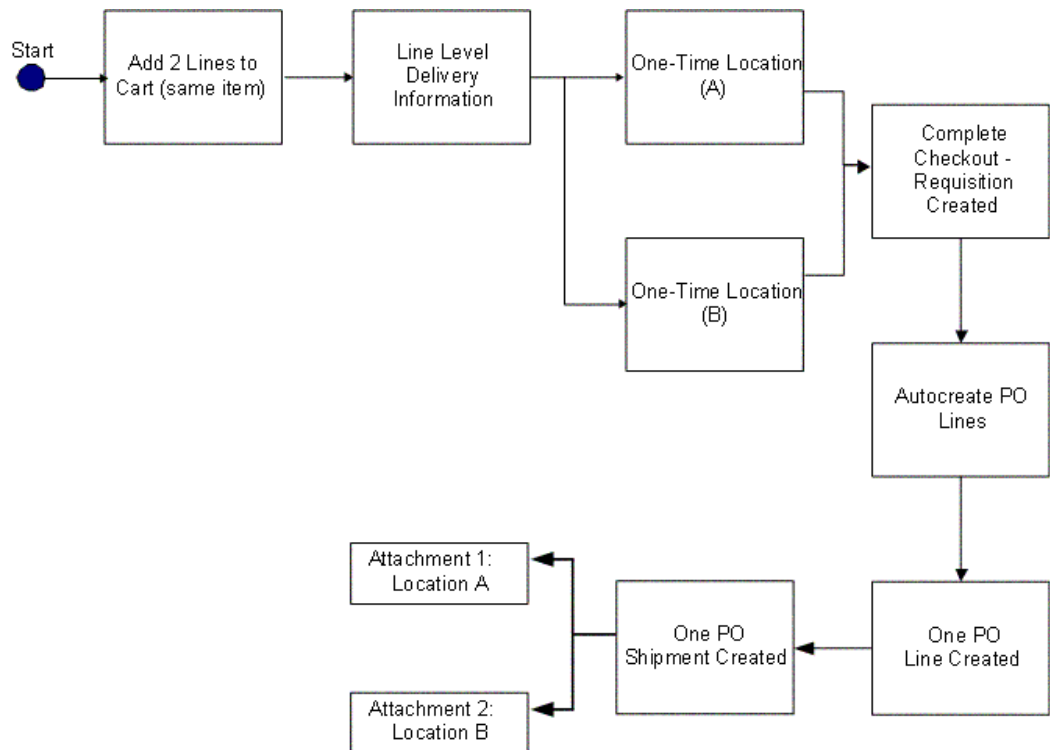 Start
Add 2 Lines to
Cart (same item)
Line Level
Delivery
Information
One-Time Location
(A)
One-Time Location
(B)
Complete
Checkout -
Requisition
Created
Autocreate PO
Lines
One PO
Line Created
One PO
Shipment Created
Attachment 1:
Location A
Attachment 2:
Location B